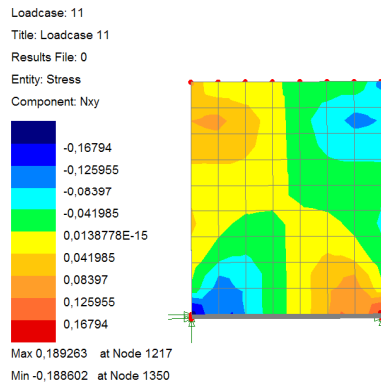 Loadcase: 11
Title: Loadcase 11
Results File: 0
Entity: Stress
Component: Nxy
-0,16794
-0,125955
-0,08397
-0,041985
0,0138778E-15
0,041985
0,08397
0,125955
0,16794
Max 0,189263 at Node 1217
Min -0,188602 at Node 1350